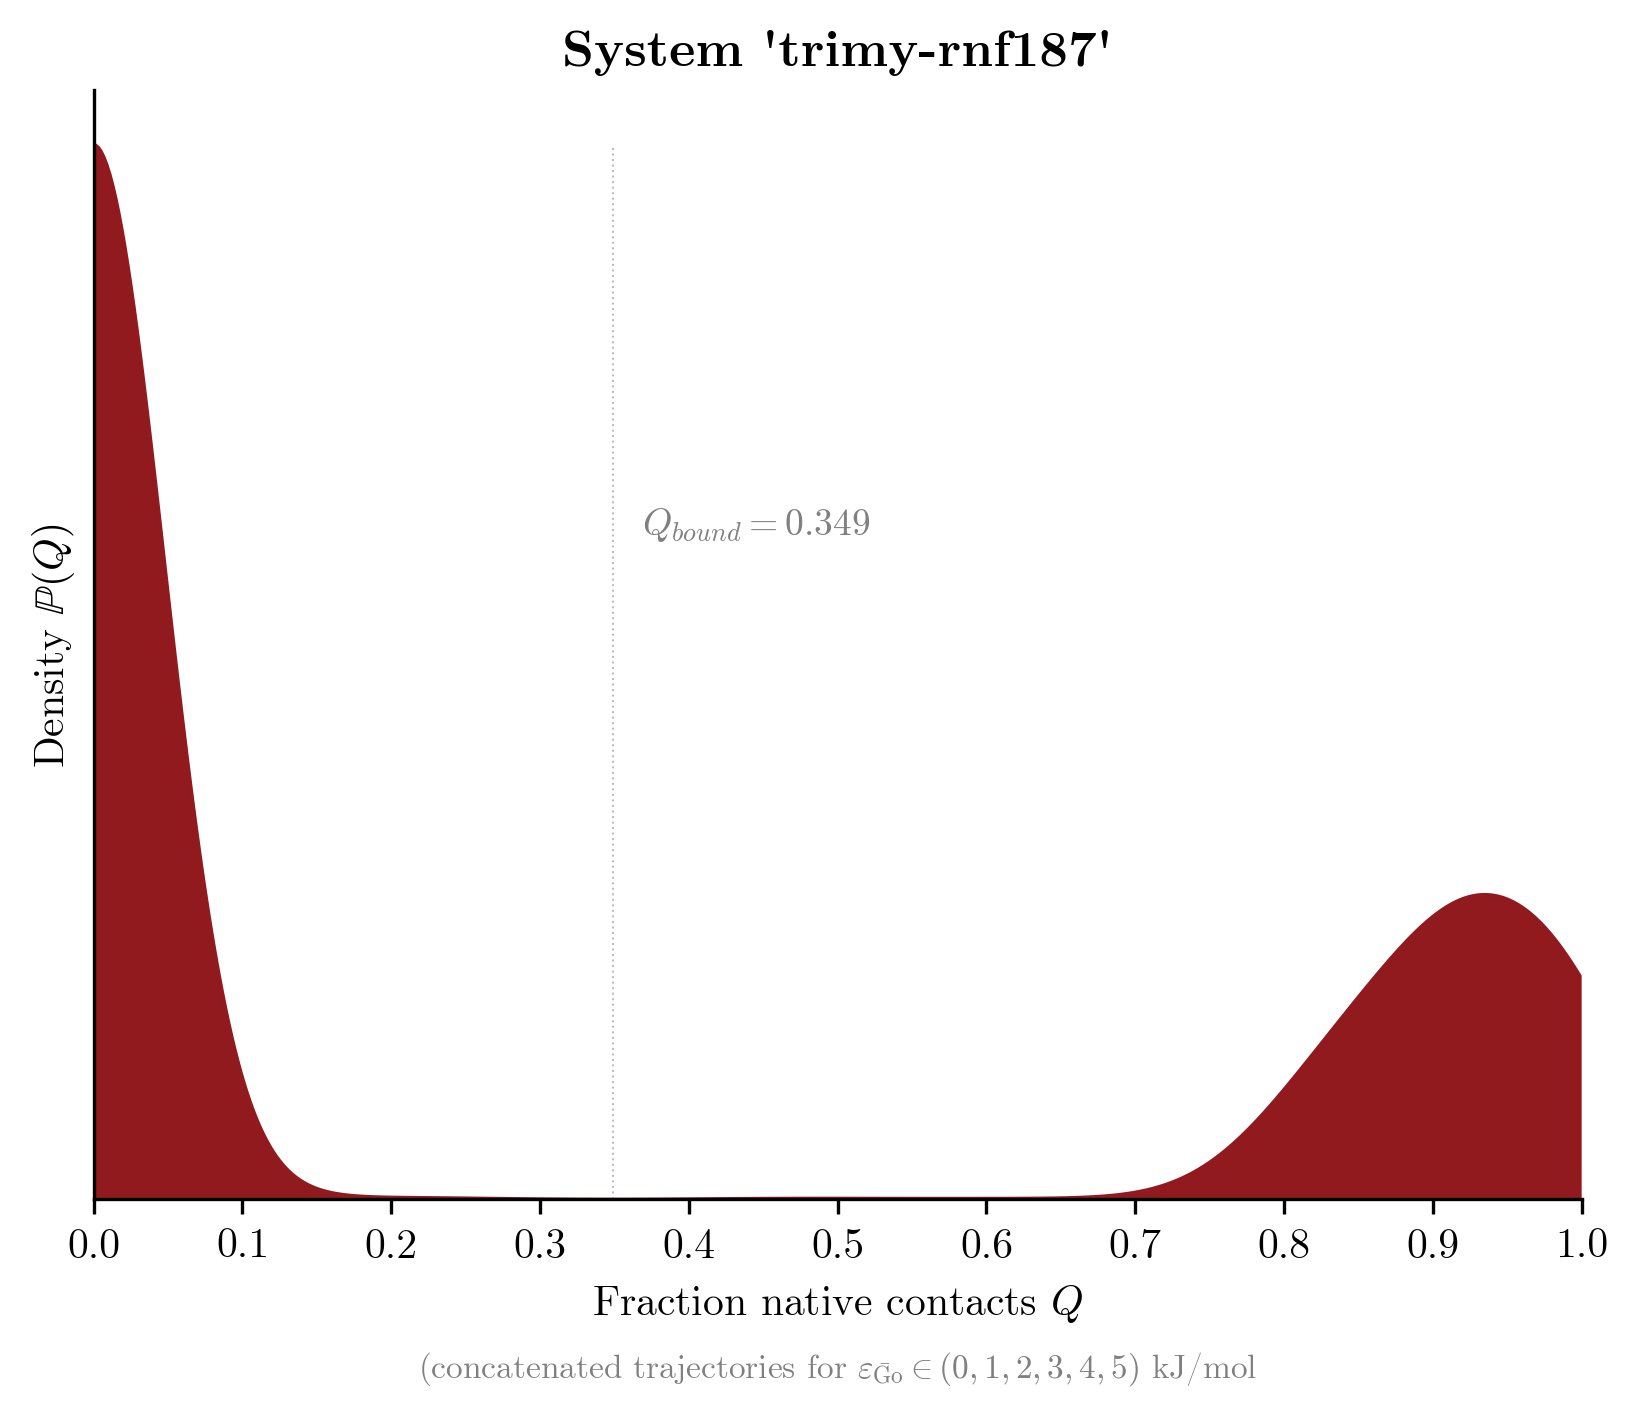 System 'trimy-rnf187'
Density ℙ(Q)
Q_bound = 0.349
0.0 0.1 0.2 0.3 0.4 0.5 0.6 0.7 0.8 0.9 1.0
Fraction native contacts Q
(concatenated trajectories for ε_Ḡo ∈ (0, 1, 2, 3, 4, 5) kJ/mol